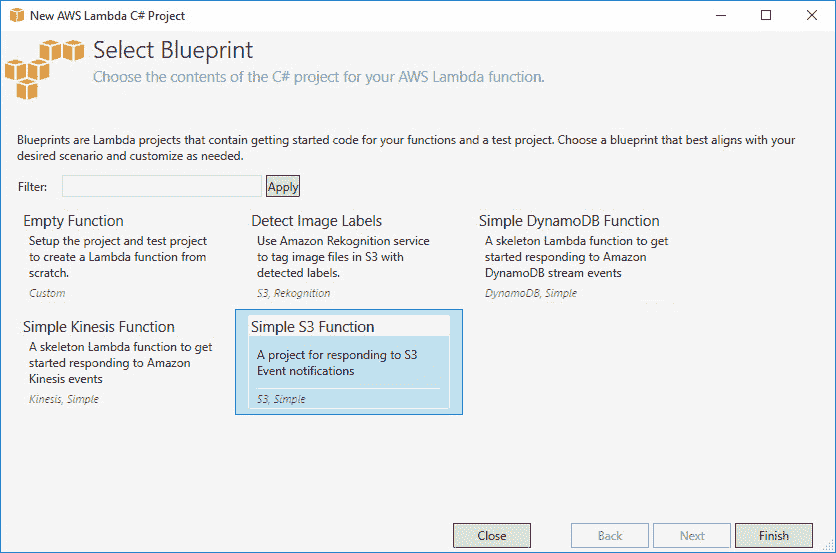 New AWS Lambda C# Project
Select Blueprint
Choose the contents of the C# project for your AWS Lambda function.
Blueprints are Lambda projects that contain getting started code for your functions and a test project. Choose a blueprint that best aligns with your
desired scenario and customize as needed.
Filter:
Apply
Empty Function
Setup the project and test project
to create a Lambda function from
scratch.
Custom
Detect Image Labels
Use Amazon Rekognition service
to tag image files in S3 with
detected labels.
S3, Rekognition
Simple DynamoDB Function
A skeleton Lambda function to get
started responding to Amazon
DynamoDB stream events
DynamoDB, Simple
Simple Kinesis Function
A skeleton Lambda function to get
started responding to Amazon
Kinesis events
Kinesis, Simple
Simple S3 Function
A project for responding to S3
Event notifications
S3, Simple
Close
Back
Next
Finish